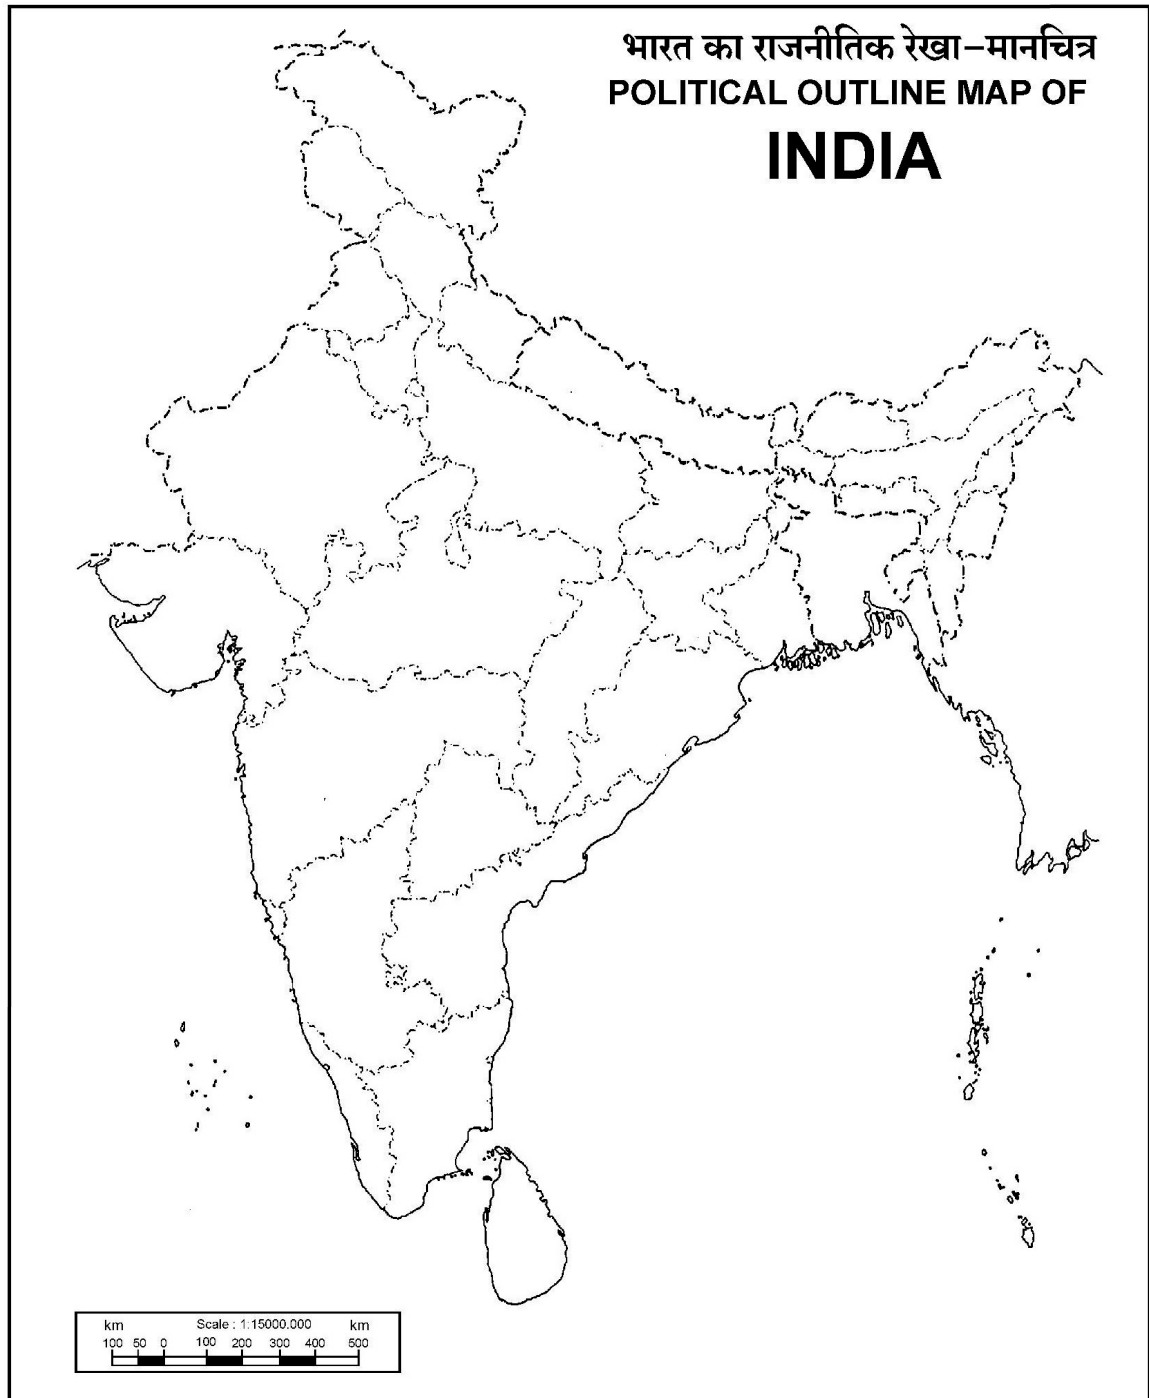 भारत का राजनीतिक रेखा–मानचित्र
POLITICAL OUTLINE MAP OF
INDIA
km Scale : 1:15000.000 km
100 50 0 100 200 300 400 500